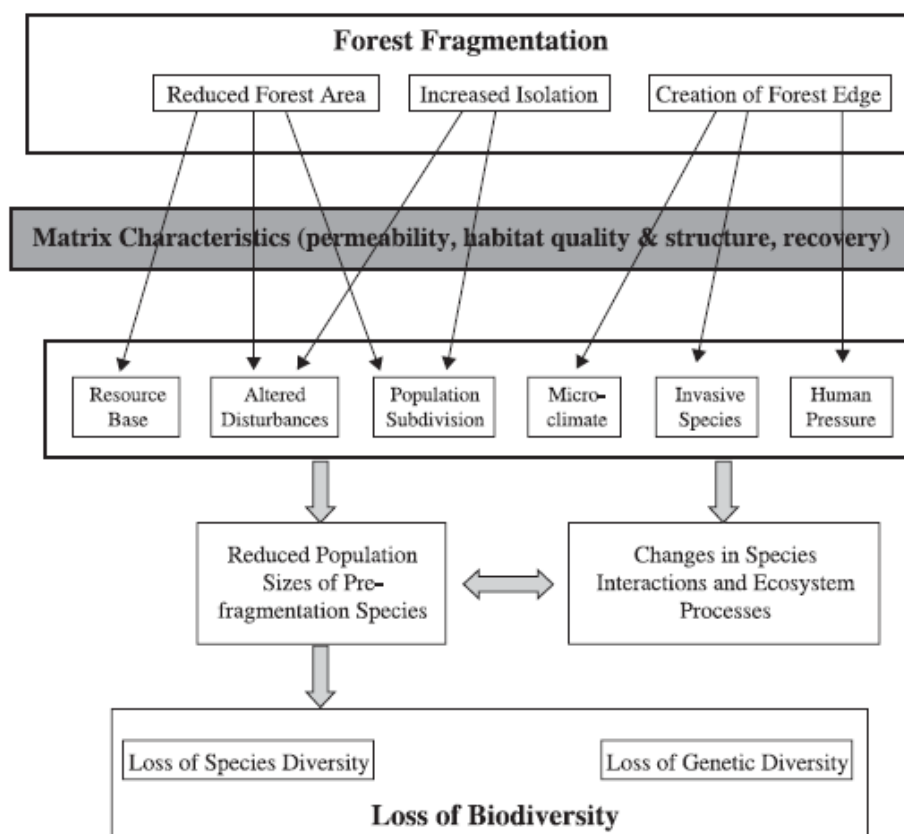 Forest Fragmentation
Reduced Forest Area
Increased Isolation
Creation of Forest Edge
Matrix Characteristics (permeability, habitat quality & structure, recovery)
Resource
Base
Altered
Disturbances
Population
Subdivision
Micro-
climate
Invasive
Species
Human
Pressure
Reduced Population
Sizes of Pre-
fragmentation Species
Changes in Species
Interactions and Ecosystem
Processes
Loss of Species Diversity
Loss of Genetic Diversity
Loss of Biodiversity